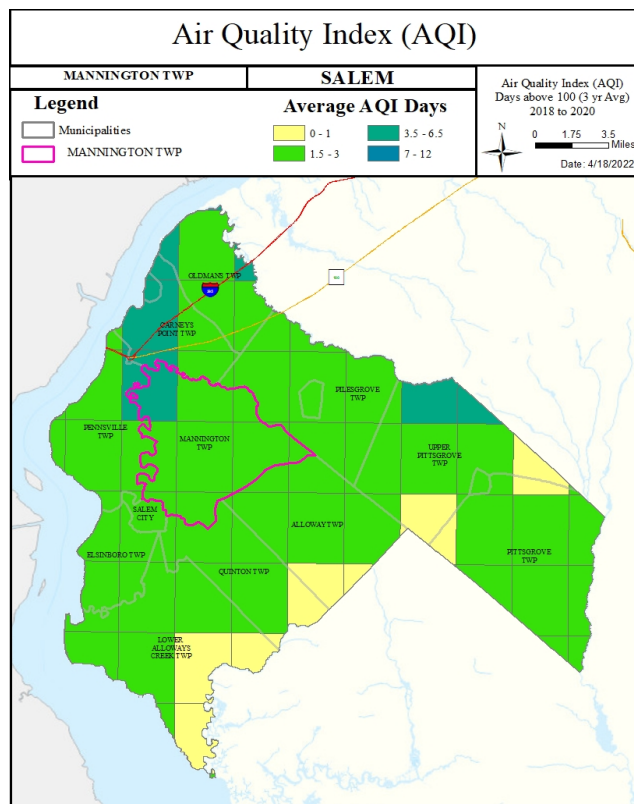 Air Quality Index (AQI)
MANNINGTON TWP
SALEM
Legend
Municipalities
MANNINGTON TWP
Average AQI Days
0 - 1
3.5 - 6.5
1.5 - 3
7 - 12
Air Quality Index (AQI)
Days above 100 (3 yr Avg)
2018 to 2020
N
0 1.75 3.5
Miles
Date: 4/18/2022
OLDMANS TWP
CARNEYS
POINT TWP
PILESGROVE
TWP
PENNSVILLE
TWP
MANNINGTON
TWP
UPPER
PITTSGROVE
TWP
SALEM
CITY
ALLOWAY TWP
ELSINBORO TWP
PITTSGROVE
TWP
QUINTON TWP
LOWER
ALLOWAYS
CREEK TWP